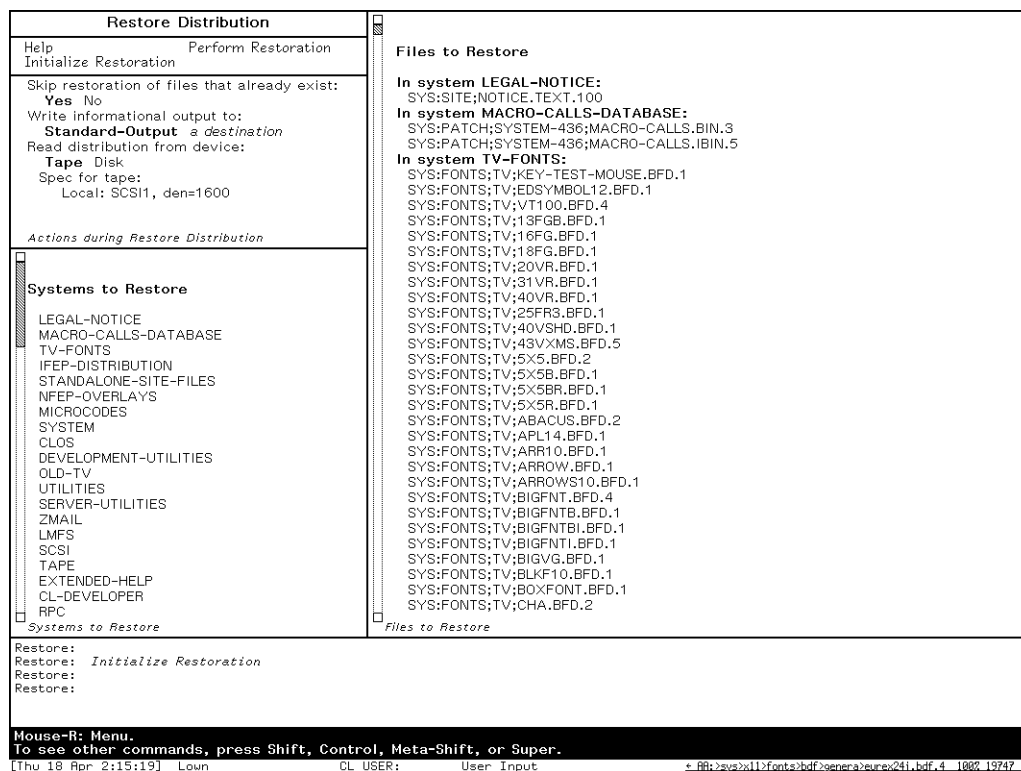 Restore Distribution
Help Perform Restoration
Initialize Restoration
Skip restoration of files that already exist:
Yes No
Write informational output to:
Standard-Output a destination
Read distribution from device:
Tape Disk
Spec for tape:
Local: SCSI1, den=1600
Actions during Restore Distribution
Systems to Restore
LEGAL-NOTICE
MACRO-CALLS-DATABASE
TV-FONTS
IFEP-DISTRIBUTION
STANDALONE-SITE-FILES
NFEP-OVERLAYS
MICROCODES
SYSTEM
CLOS
DEVELOPMENT-UTILITIES
OLD-TV
UTILITIES
SERVER-UTILITIES
ZMAIL
LMFS
SCSI
TAPE
EXTENDED-HELP
CL-DEVELOPER
RPC
Systems to Restore
Files to Restore
In system LEGAL-NOTICE:
SYS:SITE;NOTICE.TEXT.100
In system MACRO-CALLS-DATABASE:
SYS:PATCH;SYSTEM-436;MACRO-CALLS.BIN.3
SYS:PATCH;SYSTEM-436;MACRO-CALLS.IBIN.5
In system TV-FONTS:
SYS:FONTS;TV;KEY-TEST-MOUSE.BFD.1
SYS:FONTS;TV;EDSYMBOL12.BFD.1
SYS:FONTS;TV;VT100.BFD.4
SYS:FONTS;TV;13FGB.BFD.1
SYS:FONTS;TV;16FG.BFD.1
SYS:FONTS;TV;18FG.BFD.1
SYS:FONTS;TV;20VR.BFD.1
SYS:FONTS;TV;31VR.BFD.1
SYS:FONTS;TV;40VR.BFD.1
SYS:FONTS;TV;25FR3.BFD.1
SYS:FONTS;TV;40VSHD.BFD.1
SYS:FONTS;TV;43VXMS.BFD.5
SYS:FONTS;TV;5X5.BFD.2
SYS:FONTS;TV;5X5B.BFD.1
SYS:FONTS;TV;5X5BR.BFD.1
SYS:FONTS;TV;5X5R.BFD.1
SYS:FONTS;TV;ABACUS.BFD.2
SYS:FONTS;TV;APL14.BFD.1
SYS:FONTS;TV;ARR10.BFD.1
SYS:FONTS;TV;ARROW.BFD.1
SYS:FONTS;TV;ARROWS10.BFD.1
SYS:FONTS;TV;BIGFNT.BFD.4
SYS:FONTS;TV;BIGFNTB.BFD.1
SYS:FONTS;TV;BIGFNTBI.BFD.1
SYS:FONTS;TV;BIGFNTI.BFD.1
SYS:FONTS;TV;BIGVG.BFD.1
SYS:FONTS;TV;BLKF10.BFD.1
SYS:FONTS;TV;BOXFONT.BFD.1
SYS:FONTS;TV;CHA.BFD.2
Files to Restore
Restore:
Restore: Initialize Restoration
Restore:
Restore:
Mouse-R: Menu.
To see other commands, press Shift, Control, Meta-Shift, or Super.
[Thu 18 Apr 2:15:19] Lown CL USER: User Input ← AA:>sys>x11>fonts>bdf>genera>eurex24i.bdf.4 100% 19747